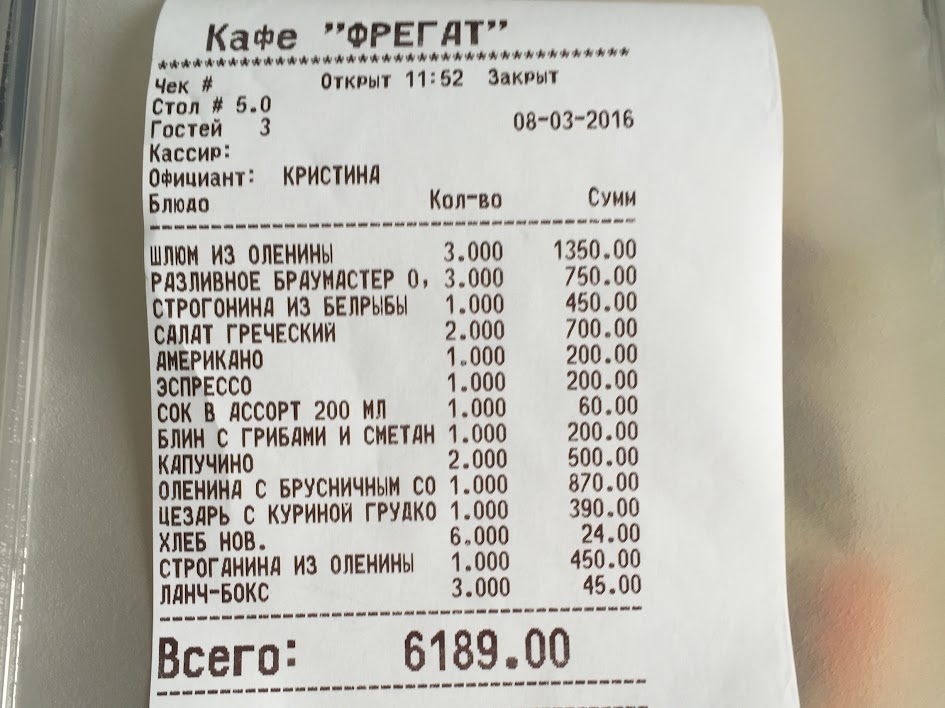 Кафе "ФРЕГАТ"
****************************************
Чек # Открыт 11:52 Закрыт
Стол # 5.0
Гостей 3 08-03-2016
Кассир:
Официант: КРИСТИНА
Блюдо Кол-во Сумм
ШЛЮМ ИЗ ОЛЕНИНЫ 3.000 1350.00
РАЗЛИВНОЕ БРАУМАСТЕР 0, 3.000 750.00
СТРОГОНИНА ИЗ БЕЛРЫБЫ 1.000 450.00
САЛАТ ГРЕЧЕСКИЙ 2.000 700.00
АМЕРИКАНО 1.000 200.00
ЭСПРЕССО 1.000 200.00
СОК В АССОРТ 200 МЛ 1.000 60.00
БЛИН С ГРИБАМИ И СМЕТАН 1.000 200.00
КАПУЧИНО 2.000 500.00
ОЛЕНИНА С БРУСНИЧНЫМ СО 1.000 870.00
ЦЕЗАРЬ С КУРИНОЙ ГРУДКО 1.000 390.00
ХЛЕБ НОВ. 6.000 24.00
СТРОГАНИНА ИЗ ОЛЕНИНЫ 1.000 450.00
ЛАНЧ-БОКС 3.000 45.00
Всего: 6189.00